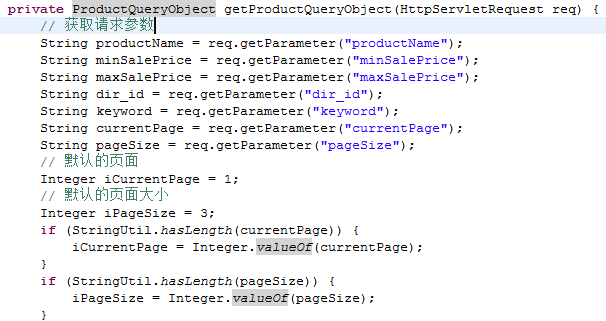 private ProductQueryObject getProductQueryObject(HttpServletRequest req) {
// 获取请求参数
String productName = req.getParameter("productName");
String minSalePrice = req.getParameter("minSalePrice");
String maxSalePrice = req.getParameter("maxSalePrice");
String dir_id = req.getParameter("dir_id");
String keyword = req.getParameter("keyword");
String currentPage = req.getParameter("currentPage");
String pageSize = req.getParameter("pageSize");
// 默认的页面
Integer iCurrentPage = 1;
// 默认的页面大小
Integer iPageSize = 3;
if (StringUtil.hasLength(currentPage)) {
iCurrentPage = Integer.valueOf(currentPage);
}
if (StringUtil.hasLength(pageSize)) {
iPageSize = Integer.valueOf(pageSize);
}